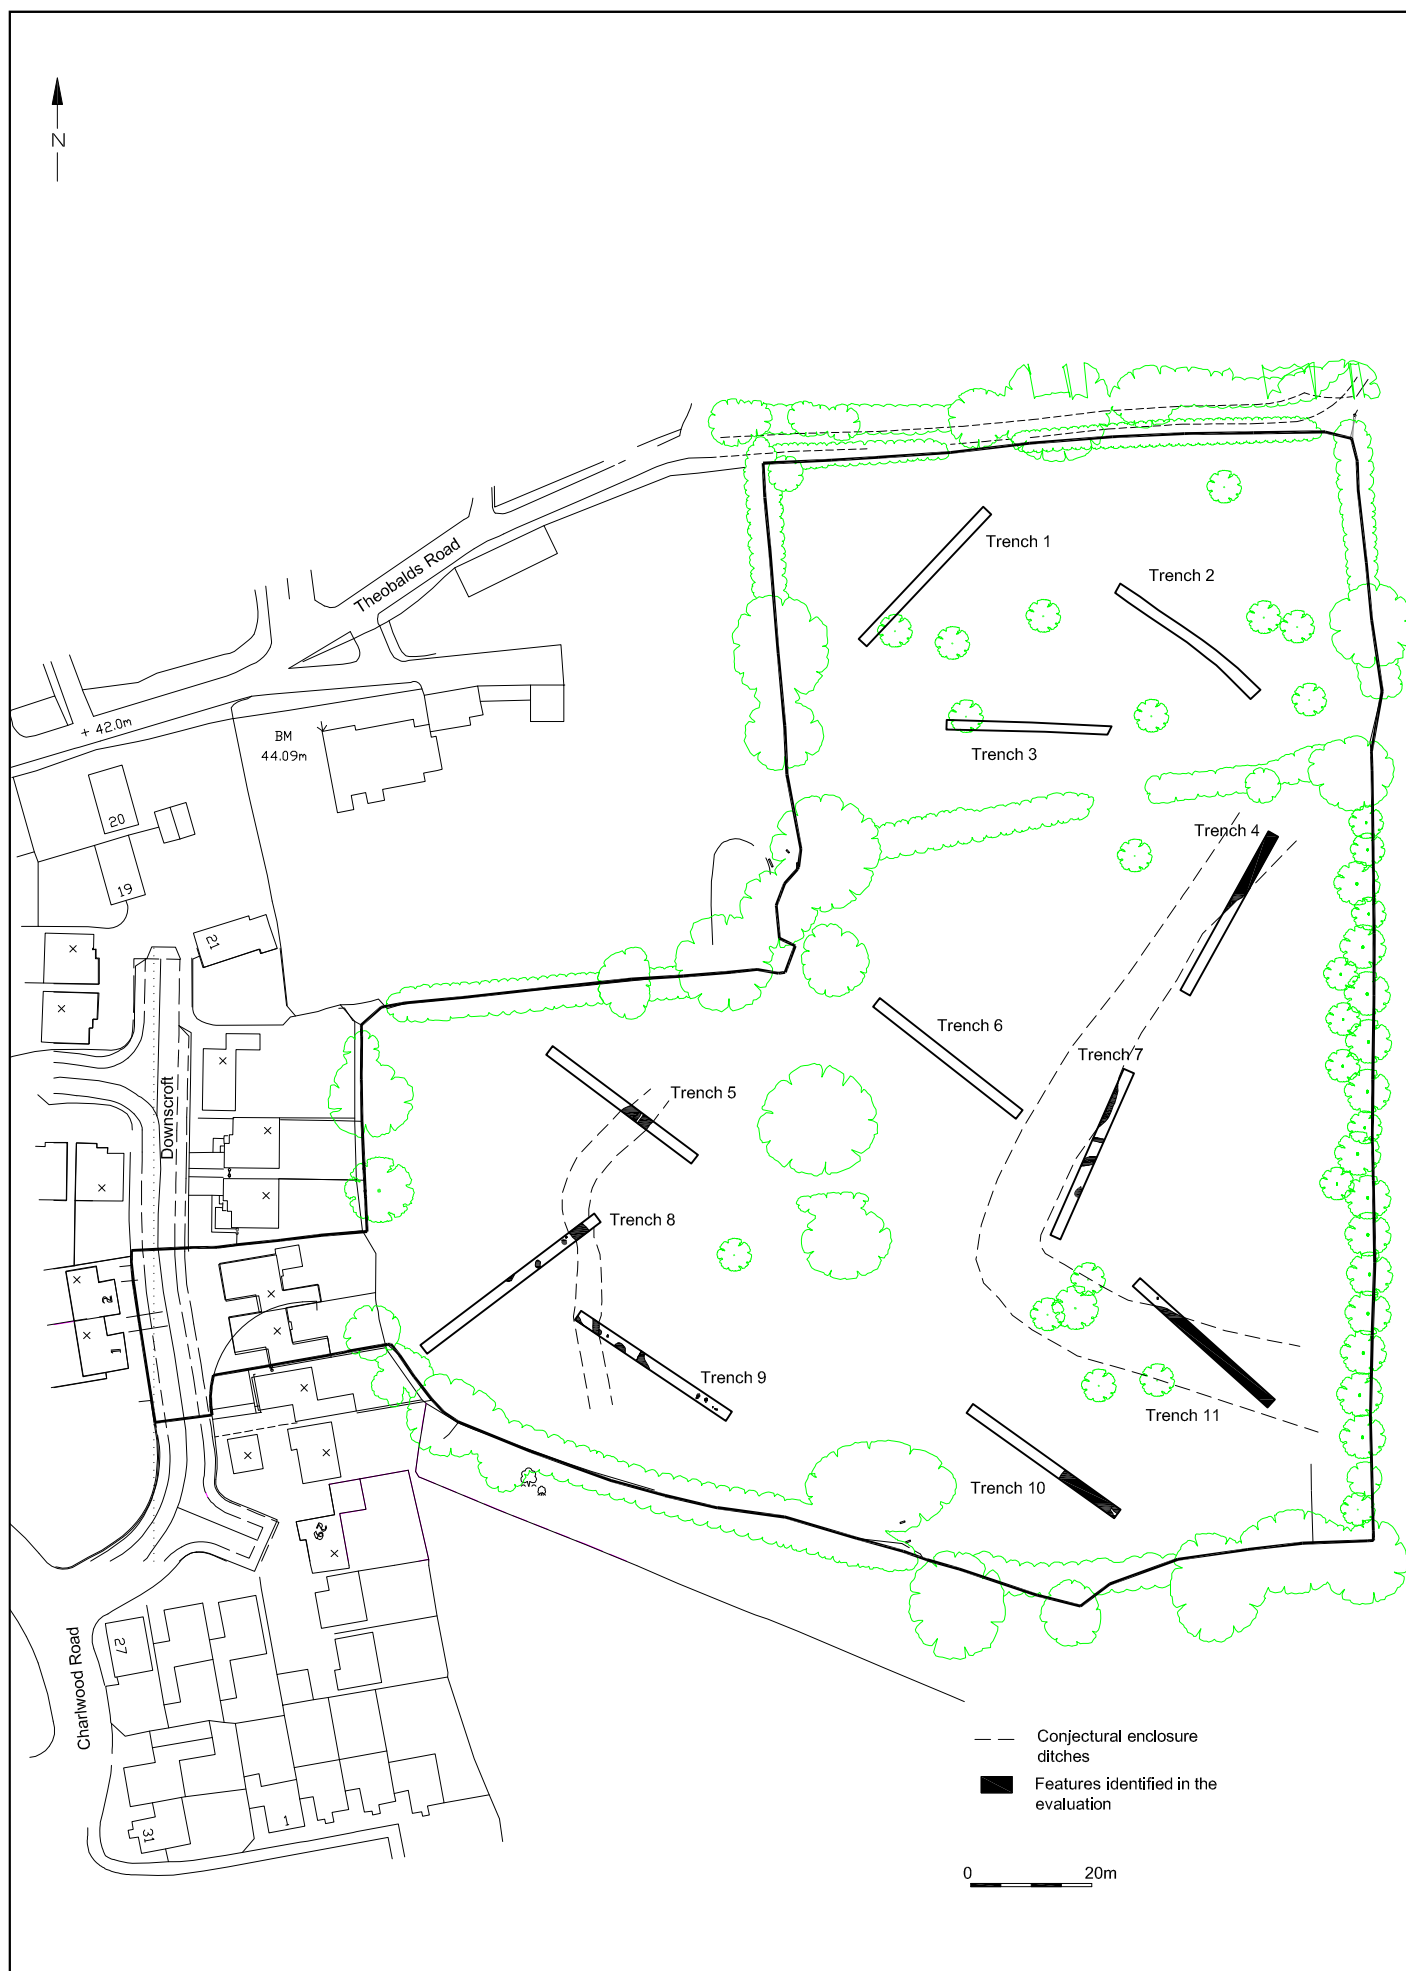 N
Trench 1
Theobalds Road
Trench 2
+ 42.0m
BM
44.09m
Trench 3
20
Trench 4
19
21
Trench 6
Trench 7
Downscroft
Trench 5
Trench 8
2
1
Trench 9
Trench 11
Trench 10
29
27
Charlwood Road
Conjectural enclosure
ditches
Features identified in the
evaluation
1
31
0 20m